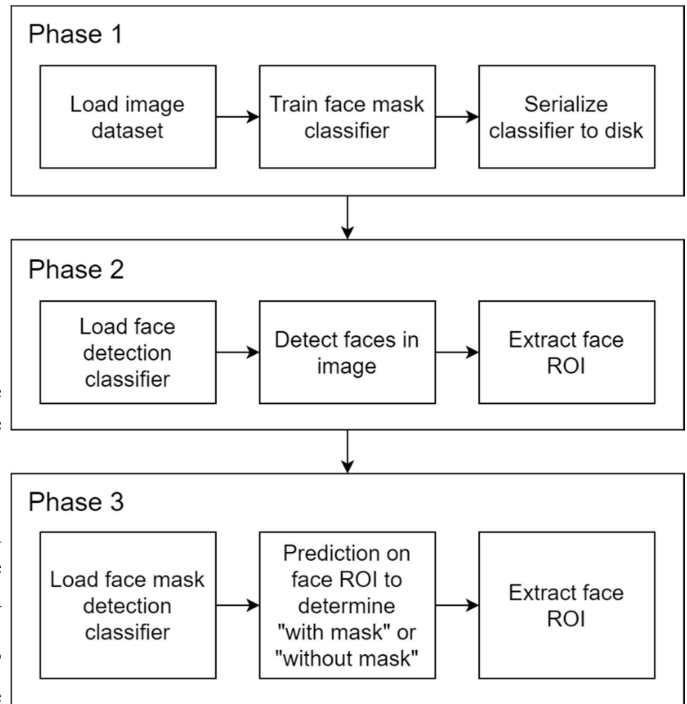 Phase 1
Load image
dataset
Train face mask
classifier
Serialize
classifier to disk
Phase 2
Load face
detection
classifier
Detect faces in
image
Extract face
ROI
Phase 3
Load face mask
detection
classifier
Prediction on
face ROI to
determine
"with mask" or
"without mask"
Extract face
ROI